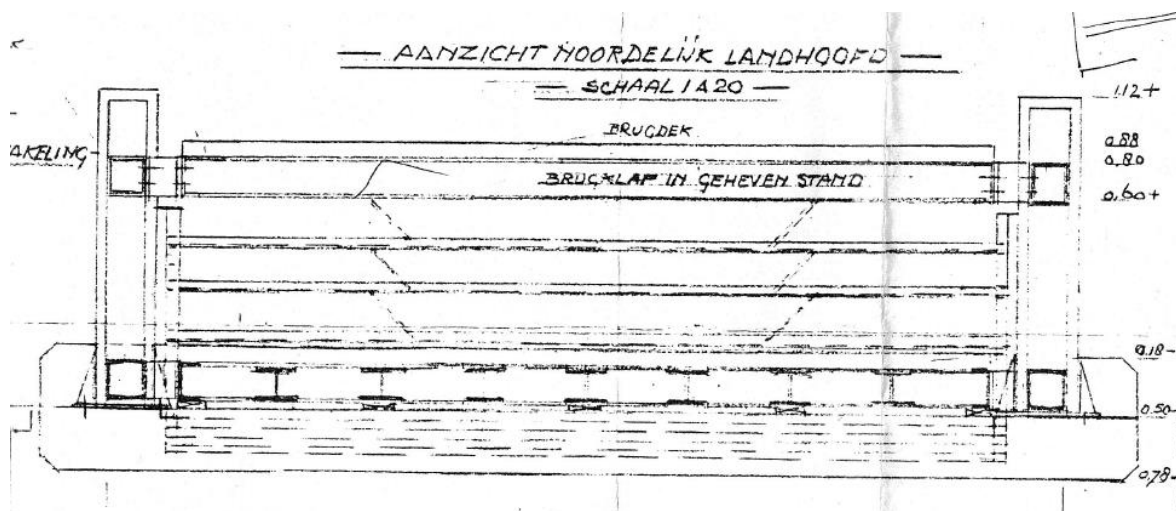 AANZICHT NOORDELIJK LANDHOOFD
SCHAAL 1 A 20
1.12+
BRUGDEK
0.88
AKELING
0.80
BRUGKLAP IN GEHEVEN STAND
0,60+
0.18-
0.50-
0.78-